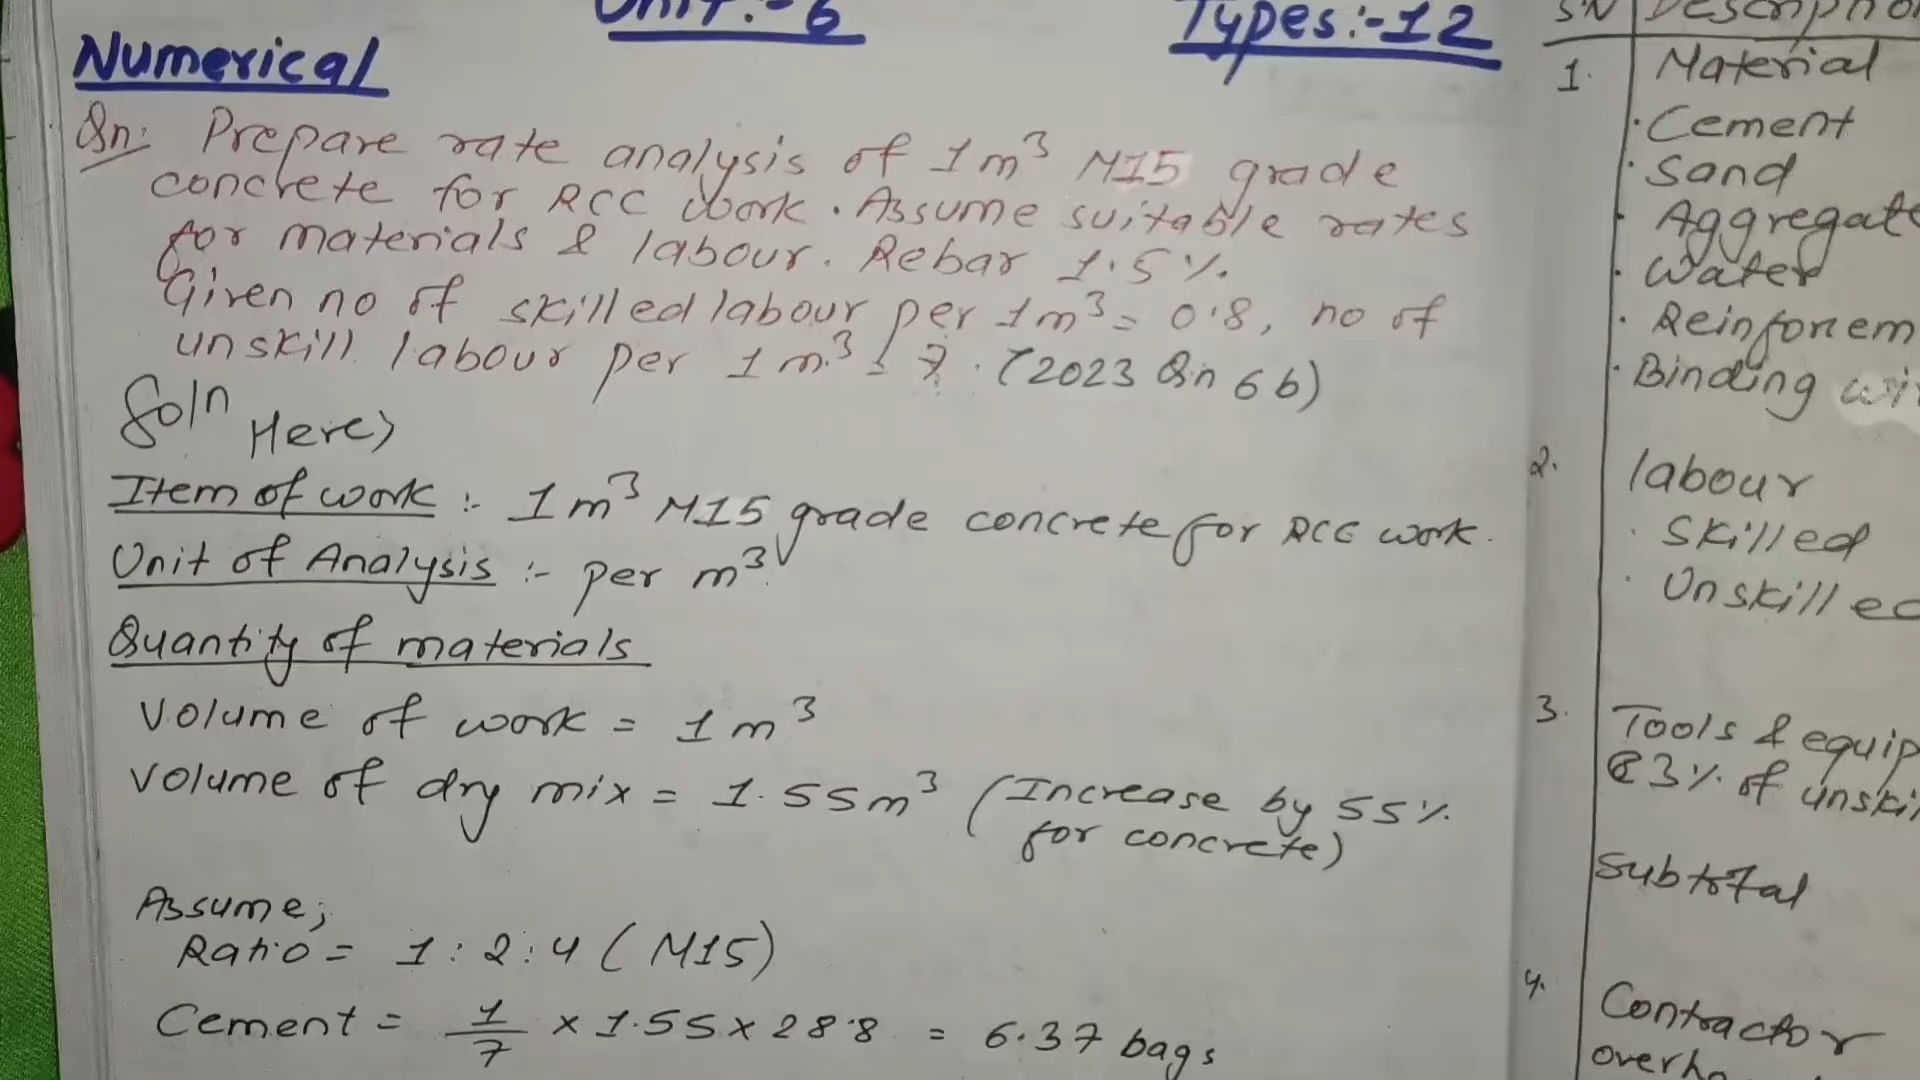 Unit:-6
Types:-12
Numerical
Qn: Prepare rate analysis of 1m³ M15 grade
concrete for RCC work. Assume suitable rates
for materials & labour. Rebar 1.5%.
Given no of skilled labour per 1m³ = 0.8, no of
unskill labour per 1m³ = 7. (2023 Qn 6b)
Soln
Here,
Item of work :- 1m³ M15 grade concrete for RCC work.
Unit of Analysis :- per m³
Quantity of materials
Volume of work = 1m³
Volume of dry mix = 1.55m³ (Increase by 55%
for concrete)
Assume;
Ratio = 1:2:4 (M15)
Cement = 1/7 x 1.55 x 28.8 = 6.37 bags
S.N Descriptio
1. Material
· Cement
· Sand
· Aggregate
· Water
· Reinforcem
· Binding wi
2. labour
· Skilled
· Unskilled
3. Tools & equip
@ 3% of unski
Subtotal
4. Contractor
overh